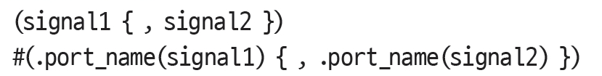 (signal1 { , signal2 })
#(.port_name(signal1) { , .port_name(signal2) })